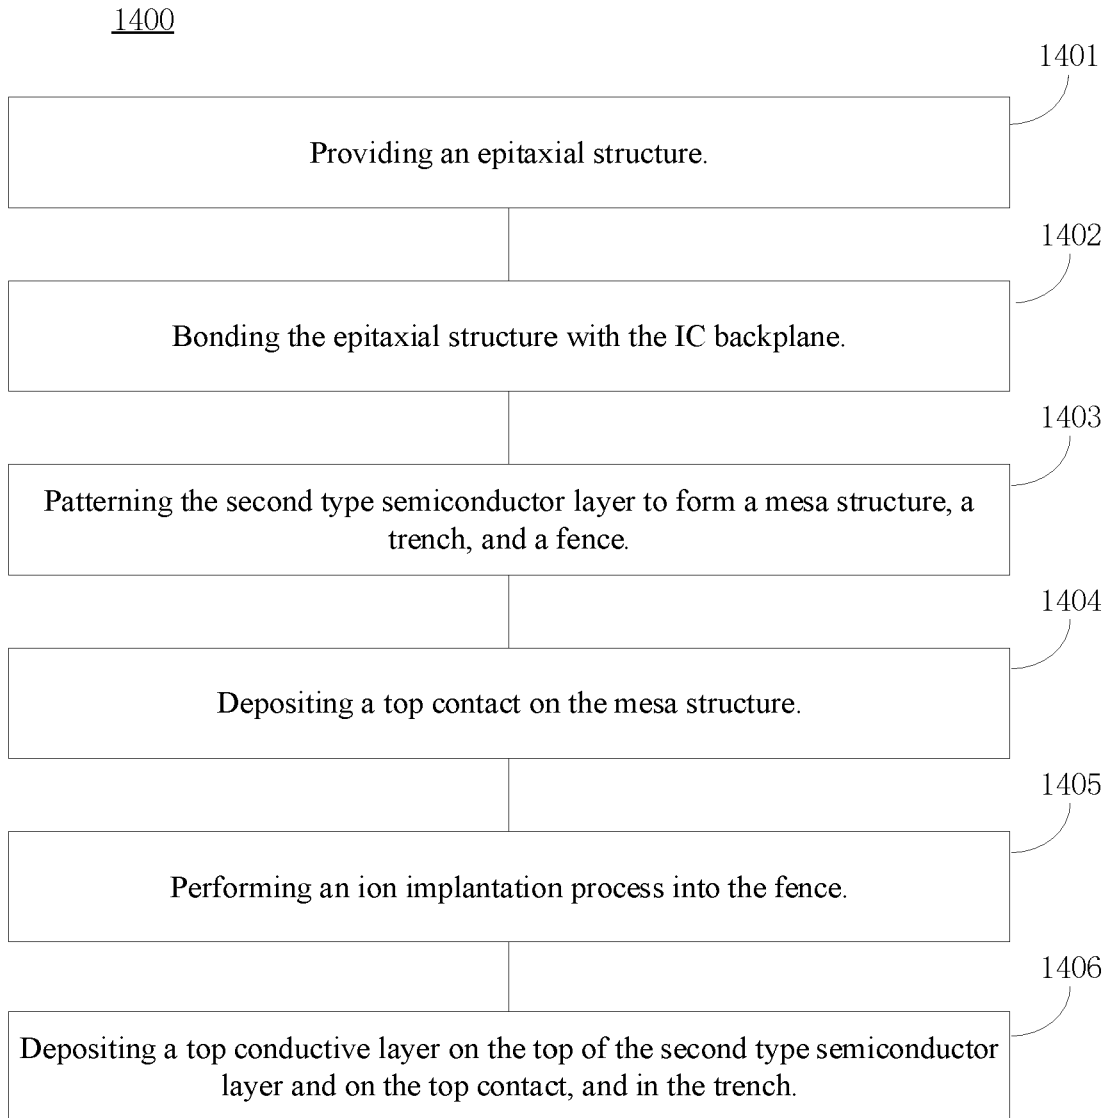 1400
1401
Providing an epitaxial structure.
1402
Bonding the epitaxial structure with the IC backplane.
1403
Patterning the second type semiconductor layer to form a mesa structure, a
trench, and a fence.
1404
Depositing a top contact on the mesa structure.
1405
Performing an ion implantation process into the fence.
1406
Depositing a top conductive layer on the top of the second type semiconductor
layer and on the top contact, and in the trench.